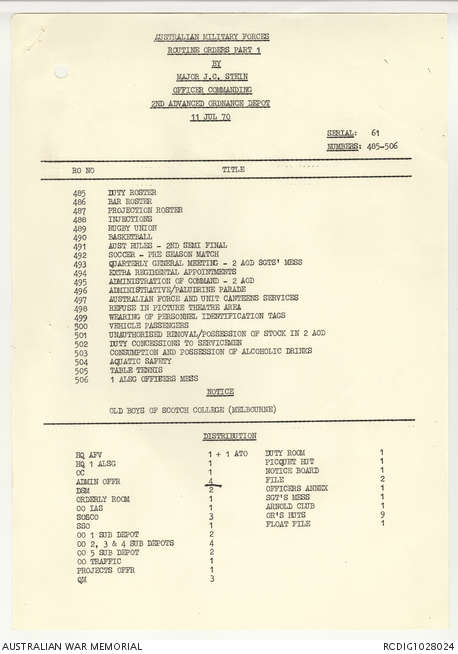 AUSTRALIAN MILITARY FORCES
ROUTINE ORDERS PART 1
BY
MAJOR J.C. STEIN
OFFICER COMMANDING
2ND ADVANCED ORDNANCE DEPOT
11 JUL 70
SERIAL: 61
NUMBERS: 485-506
RO NO TITLE
485 DUTY ROSTER
486 BAR ROSTER
487 PROJECTION ROSTER
488 INJECTIONS
489 RUGBY UNION
490 BASKETBALL
491 AUST RULES - 2ND SEMI FINAL
492 SOCCER - PRE SEASON MATCH
493 QUARTERLY GENERAL MEETING - 2 AOD SGTS' MESS
494 EXTRA REGIMENTAL APPOINTMENTS
495 ADMINISTRATION OF COMMAND - 2 AOD
496 ADMINISTRATIVE/PALUDRINE PARADE
497 AUSTRALIAN FORCE AND UNIT CANTEENS SERVICES
498 REFUSE IN PICTURE THEATRE AREA
499 WEARING OF PERSONNEL IDENTIFICATION TAGS
500 VEHICLE PASSENGERS
501 UNAUTHORISED REMOVAL/POSSESSION OF STOCK IN 2 AOD
502 DUTY CONCESSIONS TO SERVICEMEN
503 CONSUMPTION AND POSSESSION OF ALCOHOLIC DRINKS
504 AQUATIC SAFETY
505 TABLE TENNIS
506 1 ALSG OFFICERS MESS
NOTICE
OLD BOYS OF SCOTCH COLLEGE (MELBOURNE)
DISTRIBUTION
HQ AFV 1 + 1 ATO DUTY ROOM 1
HQ 1 ALSG 1 PICQUET HUT 1
OC 1 NOTICE BOARD 1
ADMIN OFFR 4 FILE 2
DSM 2 OFFICERS ANNEX 1
ORDERLY ROOM 1 SGT'S MESS 1
OO IAS 1 ARNOLD CLUB 1
SOSCO 3 OR'S HUTS 9
SSO 1 FLOAT FILE 1
OO 1 SUB DEPOT 2
OO 2, 3 & 4 SUB DEPOTS 4
OO 5 SUB DEPOT 2
OO TRAFFIC 1
PROJECTS OFFR 1
QM 3
AUSTRALIAN WAR MEMORIAL RCDIG1028024